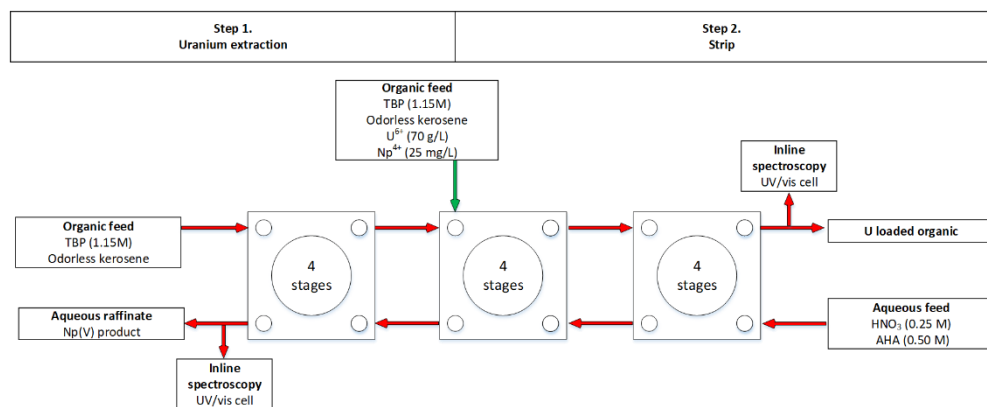 Step 1.
Uranium extraction
Step 2.
Strip
Organic feed
TBP (1.15M)
Odorless kerosene
U⁶⁺ (70 g/L)
Np⁴⁺ (25 mg/L)
Inline
spectroscopy
UV/vis cell
Organic feed
TBP (1.15M)
Odorless kerosene
4
stages
4
stages
4
stages
U loaded organic
Aqueous raffinate
Np(V) product
Aqueous feed
HNO₃ (0.25 M)
AHA (0.50 M)
Inline
spectroscopy
UV/vis cell